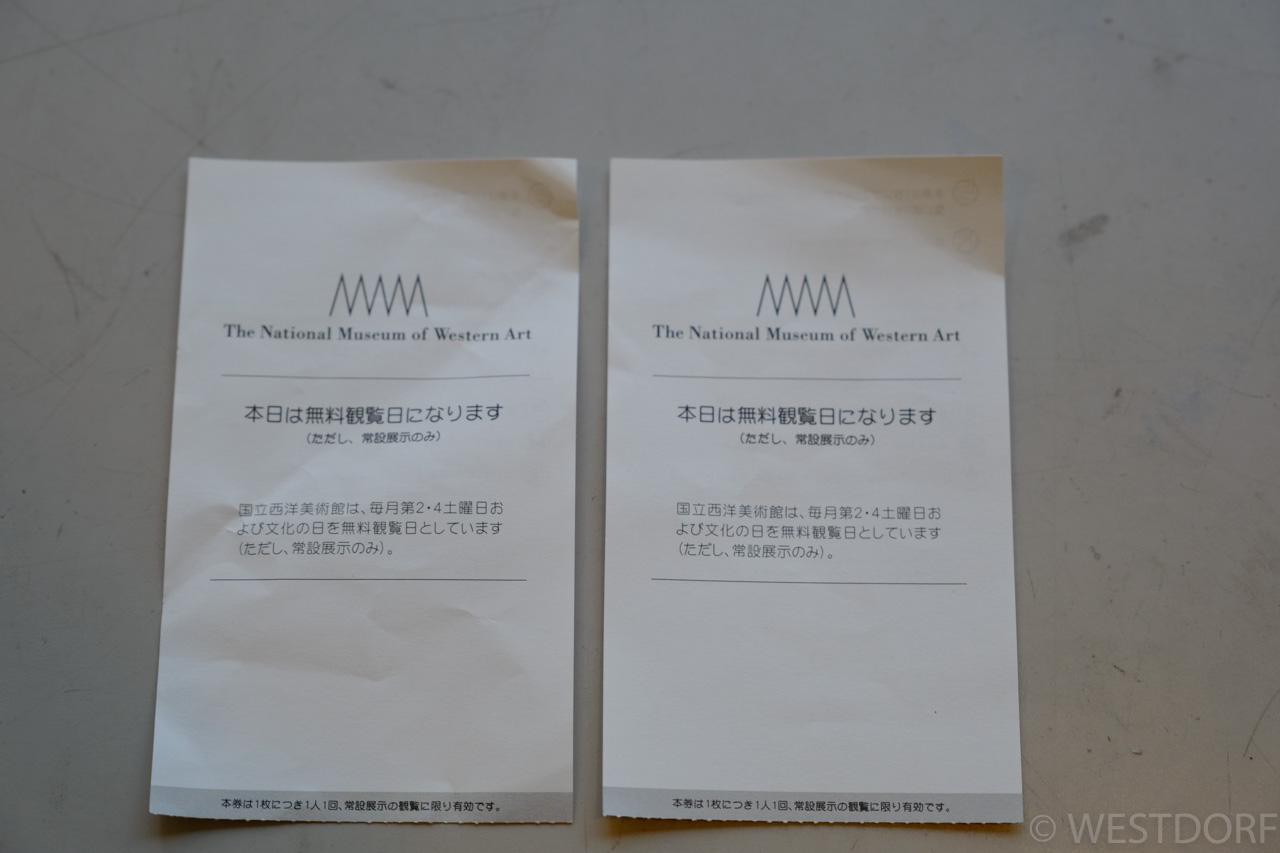 The National Museum of Western Art
本日は無料観覧日になります
（ただし、常設展示のみ）
国立西洋美術館は、毎月第2・4土曜日お
よび文化の日を無料観覧日としています
（ただし、常設展示のみ）。
本券は1枚につき1人1回、常設展示の観覧に限り有効です。
The National Museum of Western Art
本日は無料観覧日になります
（ただし、常設展示のみ）
国立西洋美術館は、毎月第2・4土曜日お
よび文化の日を無料観覧日としています
（ただし、常設展示のみ）。
本券は1枚につき1人1回、常設展示の観覧に限り有効です。
© WESTDORF